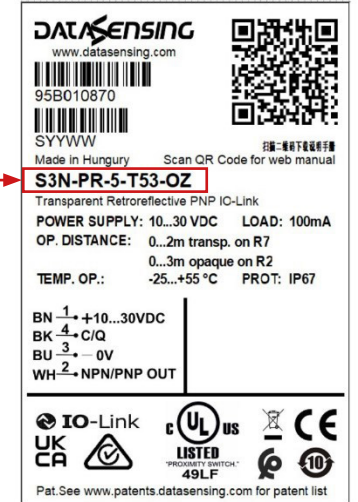 DATASENSING
www.datasensing.com
95B010870
SYYWW
扫描二维码下载说明手册
Made in Hungury Scan QR Code for web manual
S3N-PR-5-T53-OZ
Transparent Retroreflective PNP IO-Link
POWER SUPPLY: 10...30 VDC LOAD: 100mA
OP. DISTANCE: 0...2m transp. on R7
0...3m opaque on R2
TEMP. OP.: -25...+55 °C PROT: IP67
BN 1 +10...30VDC
BK 4 C/Q
BU 3 — 0V
WH 2 NPN/PNP OUT
IO-Link
c UL us
LISTED
"PROXIMITY SWITCH."
49LF
CE
UK
CA
10
Pat.See www.patents.datasensing.com for patent list